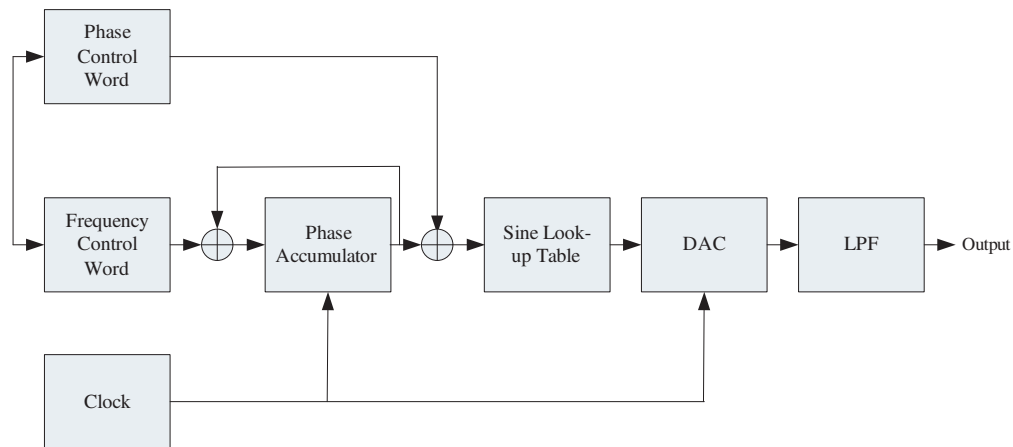 Phase
Control
Word
Frequency
Control
Word
Phase
Accumulator
Sine Look-
up Table
DAC
LPF
Output
Clock